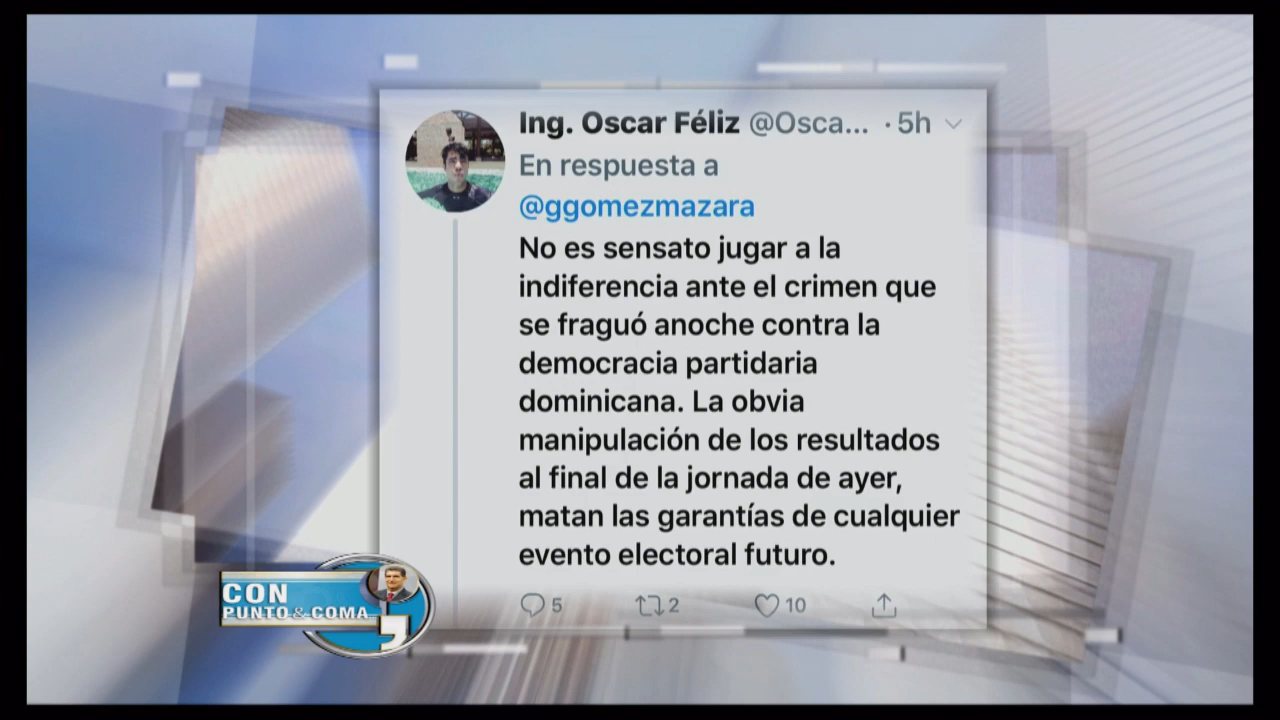 Ing. Oscar Féliz @Osca... · 5h
En respuesta a
@ggomezmazara
No es sensato jugar a la
indiferencia ante el crimen que
se fraguó anoche contra la
democracia partidaria
dominicana. La obvia
manipulación de los resultados
al final de la jornada de ayer,
matan las garantías de cualquier
evento electoral futuro.
5 2 10
CON
PUNTO & COMA